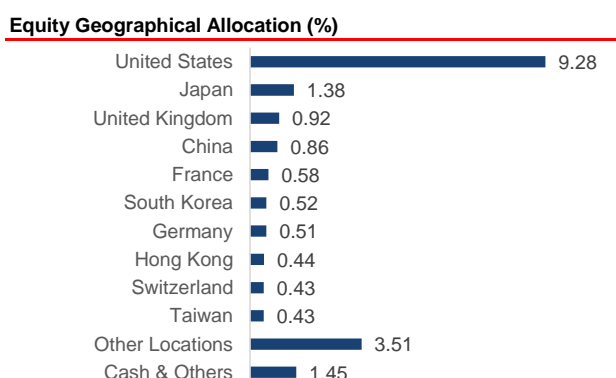 Equity Geographical Allocation (%)
United States 9.28
Japan 1.38
United Kingdom 0.92
China 0.86
France 0.58
South Korea 0.52
Germany 0.51
Hong Kong 0.44
Switzerland 0.43
Taiwan 0.43
Other Locations 3.51
Cash & Others 1.45